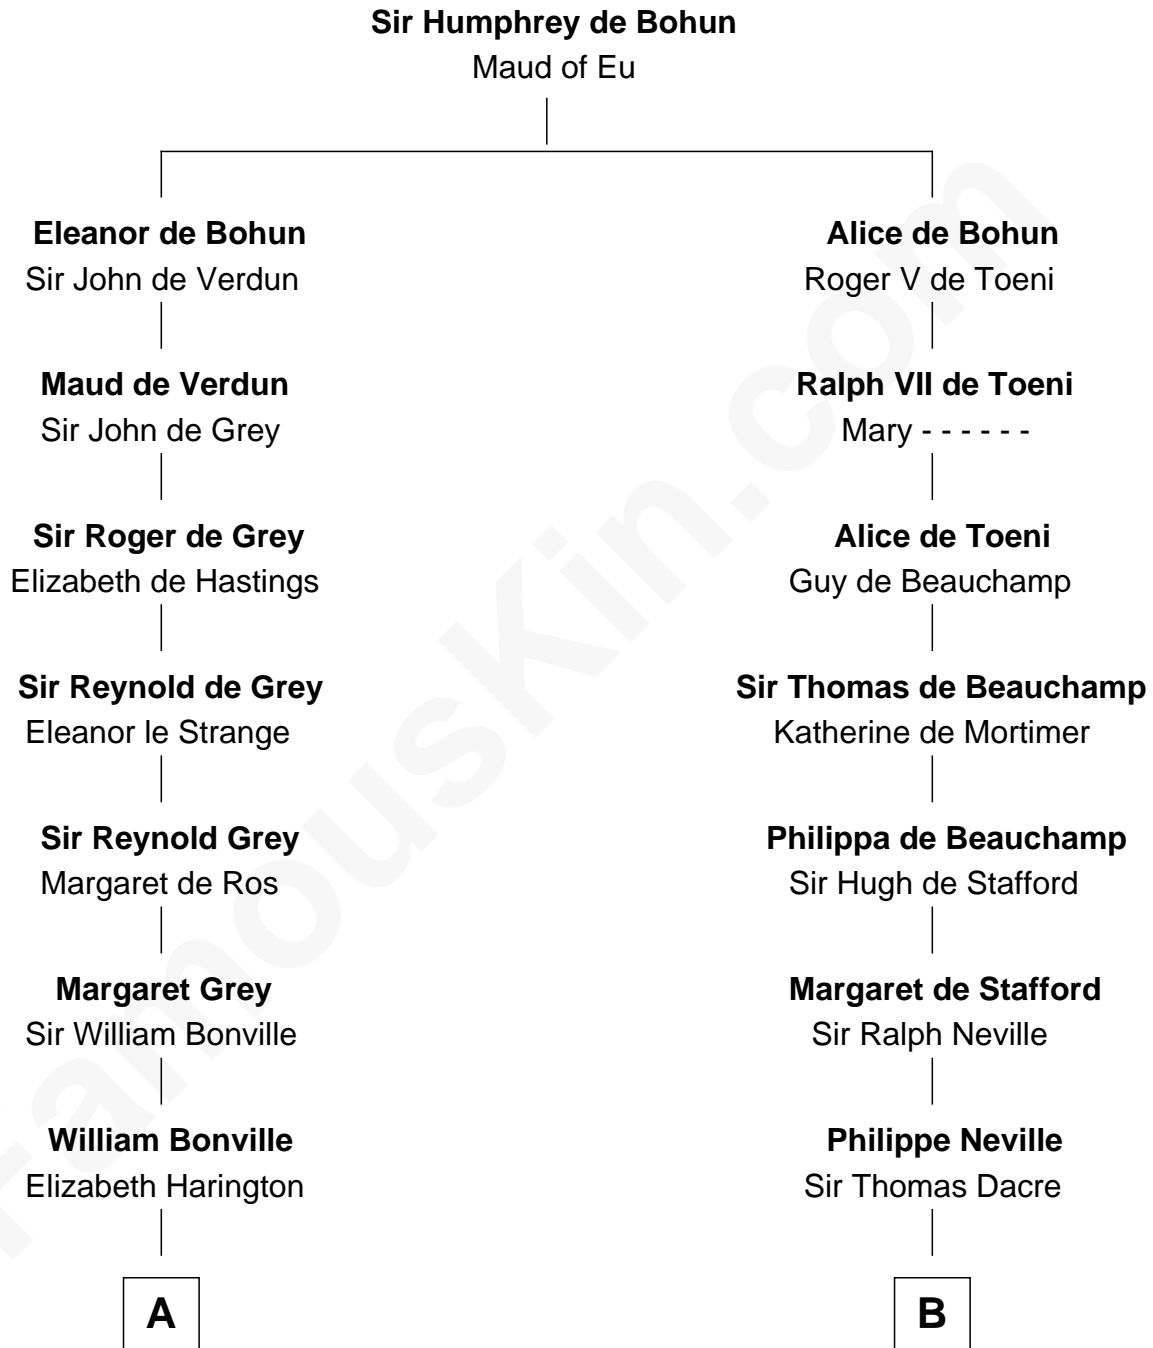 Sir Humphrey de Bohun
Maud of Eu
Eleanor de Bohun
Sir John de Verdun
Maud de Verdun
Sir John de Grey
Sir Roger de Grey
Elizabeth de Hastings
Sir Reynold de Grey
Eleanor le Strange
Sir Reynold Grey
Margaret de Ros
Margaret Grey
Sir William Bonville
William Bonville
Elizabeth Harington
A
Alice de Bohun
Roger V de Toeni
Ralph VII de Toeni
Mary - - - - - -
Alice de Toeni
Guy de Beauchamp
Sir Thomas de Beauchamp
Katherine de Mortimer
Philippa de Beauchamp
Sir Hugh de Stafford
Margaret de Stafford
Sir Ralph Neville
Philippe Neville
Sir Thomas Dacre
B
FamousKin.com